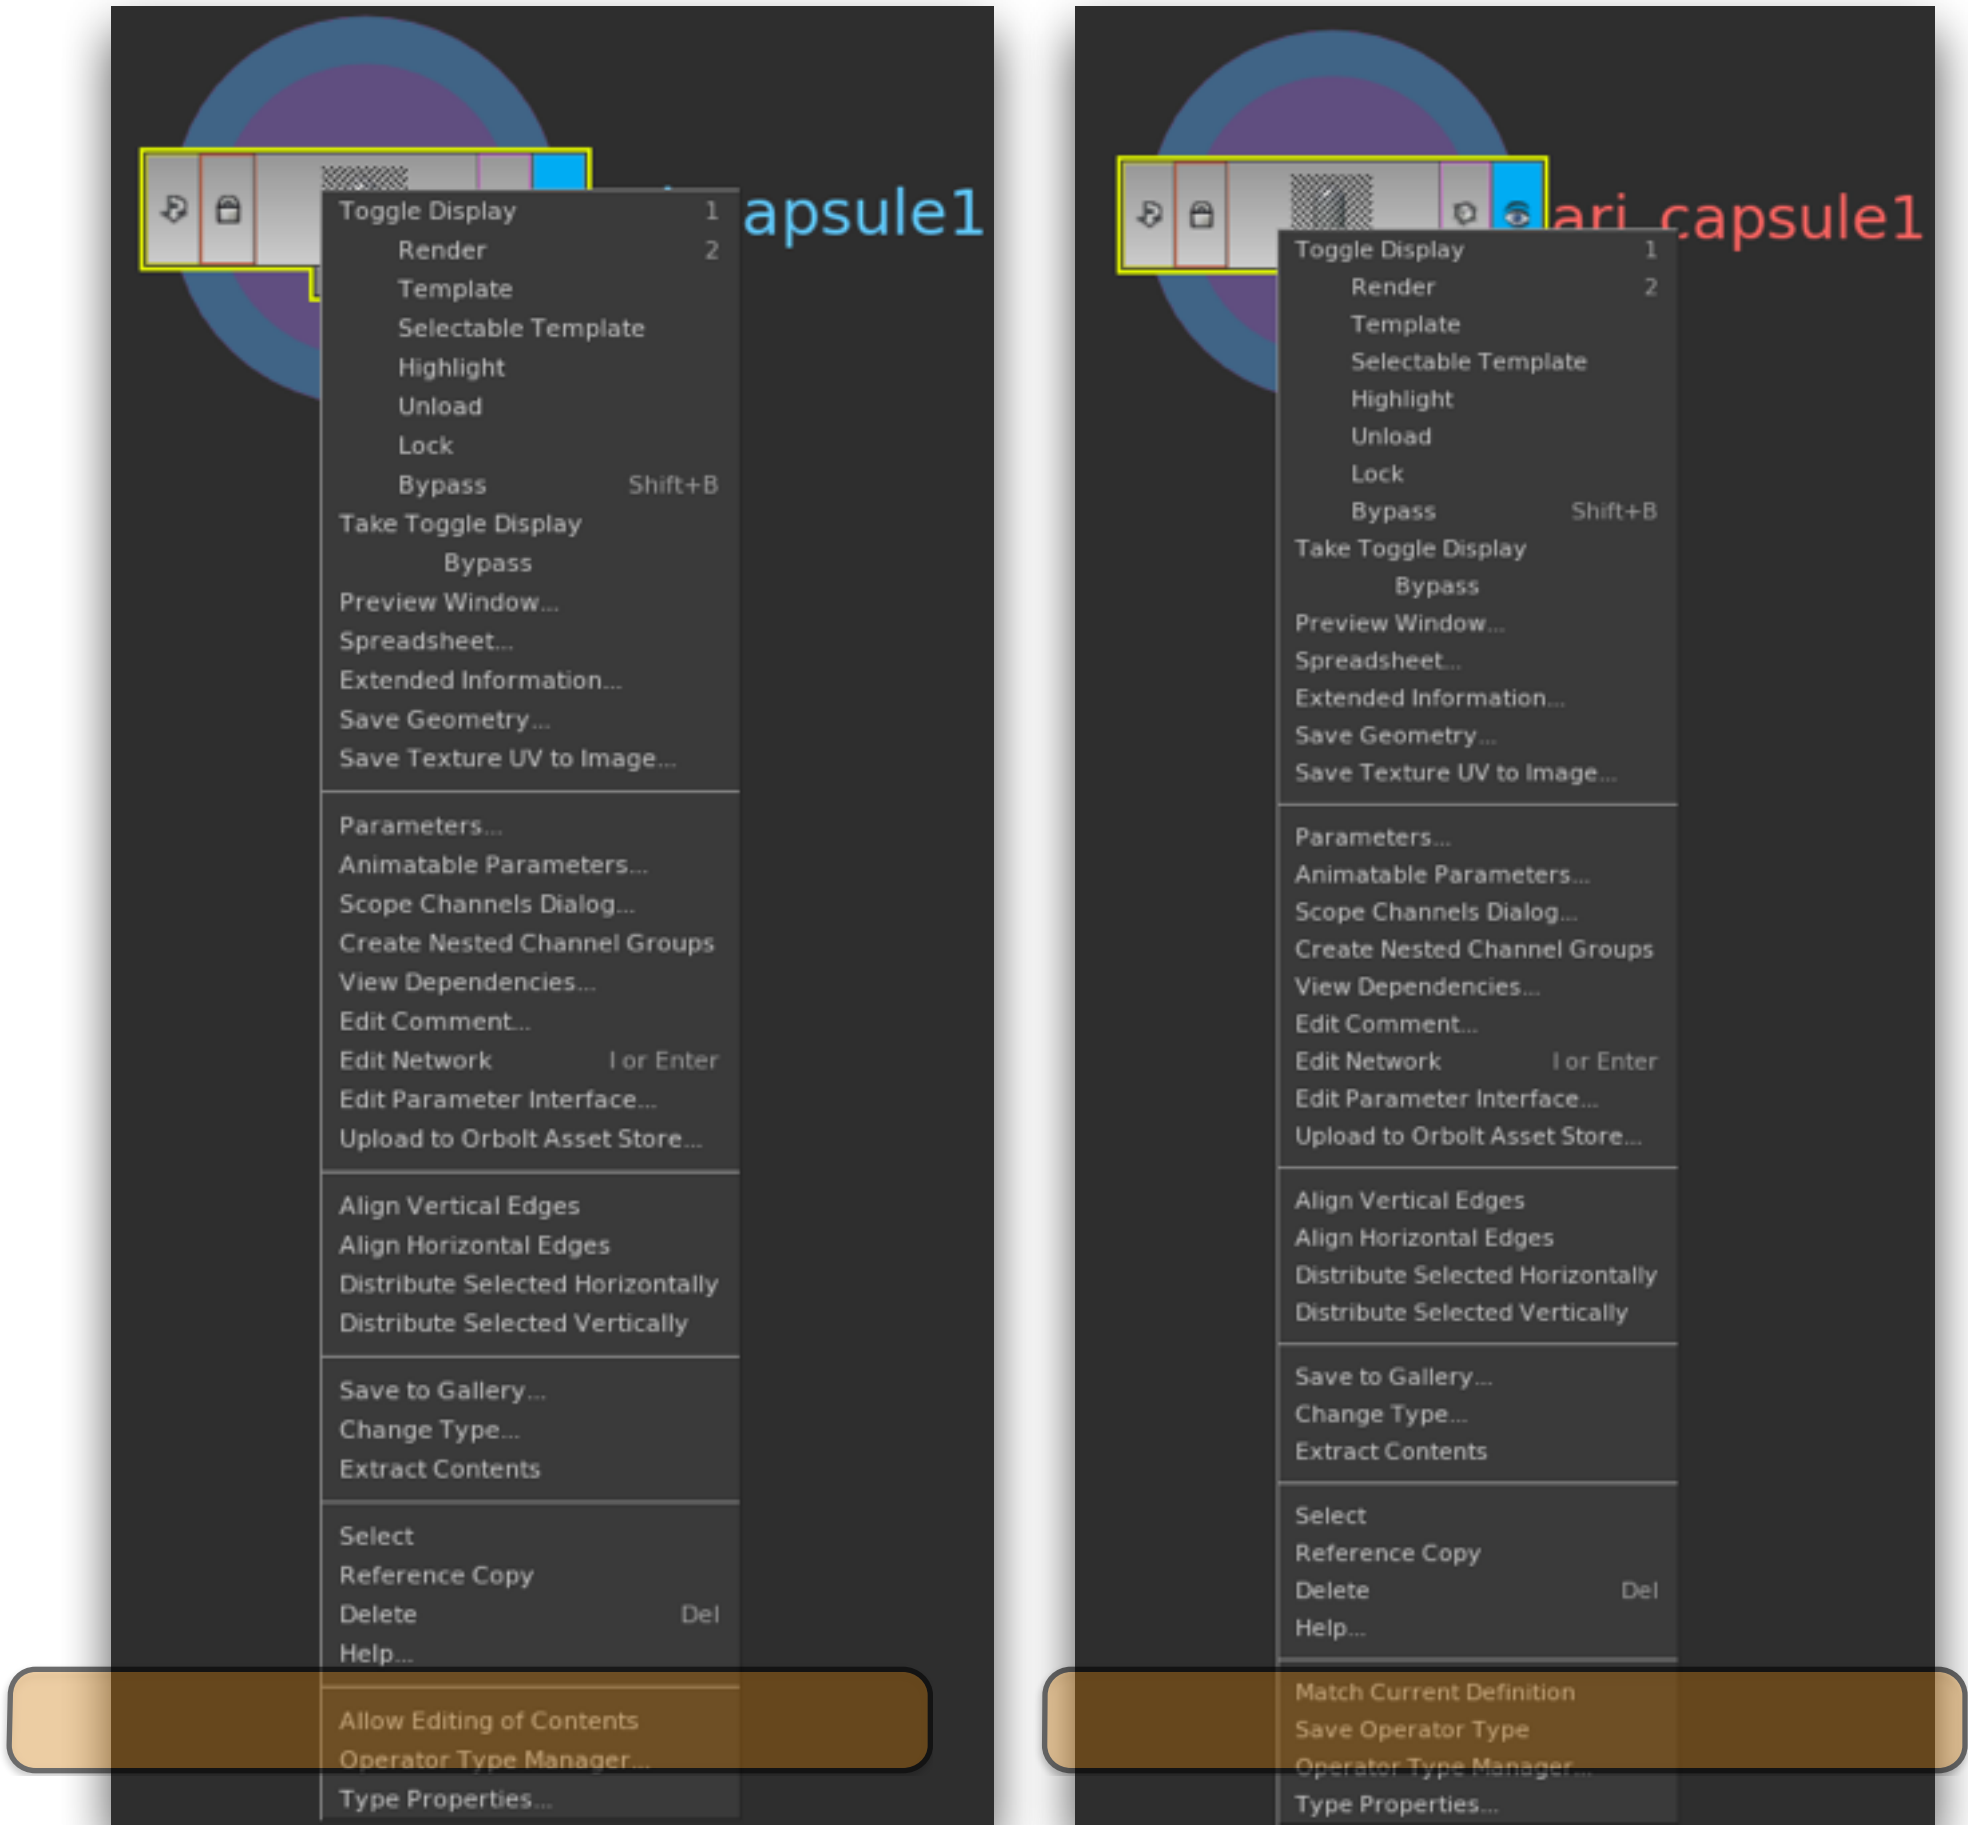 apsule1
Toggle Display 1
Render 2
Template
Selectable Template
Highlight
Unload
Lock
Bypass Shift+B
Take Toggle Display
Bypass
Preview Window...
Spreadsheet...
Extended Information...
Save Geometry...
Save Texture UV to Image...
Parameters...
Animatable Parameters...
Scope Channels Dialog...
Create Nested Channel Groups
View Dependencies...
Edit Comment...
Edit Network I or Enter
Edit Parameter Interface...
Upload to Orbolt Asset Store...
Align Vertical Edges
Align Horizontal Edges
Distribute Selected Horizontally
Distribute Selected Vertically
Save to Gallery...
Change Type...
Extract Contents
Select
Reference Copy
Delete Del
Help...
Allow Editing of Contents
Operator Type Manager...
Type Properties...
ari_capsule1
Toggle Display 1
Render 2
Template
Selectable Template
Highlight
Unload
Lock
Bypass Shift+B
Take Toggle Display
Bypass
Preview Window...
Spreadsheet...
Extended Information...
Save Geometry...
Save Texture UV to Image...
Parameters...
Animatable Parameters...
Scope Channels Dialog...
Create Nested Channel Groups
View Dependencies...
Edit Comment...
Edit Network I or Enter
Edit Parameter Interface...
Upload to Orbolt Asset Store...
Align Vertical Edges
Align Horizontal Edges
Distribute Selected Horizontally
Distribute Selected Vertically
Save to Gallery...
Change Type...
Extract Contents
Select
Reference Copy
Delete Del
Help...
Match Current Definition
Save Operator Type
Operator Type Manager...
Type Properties...